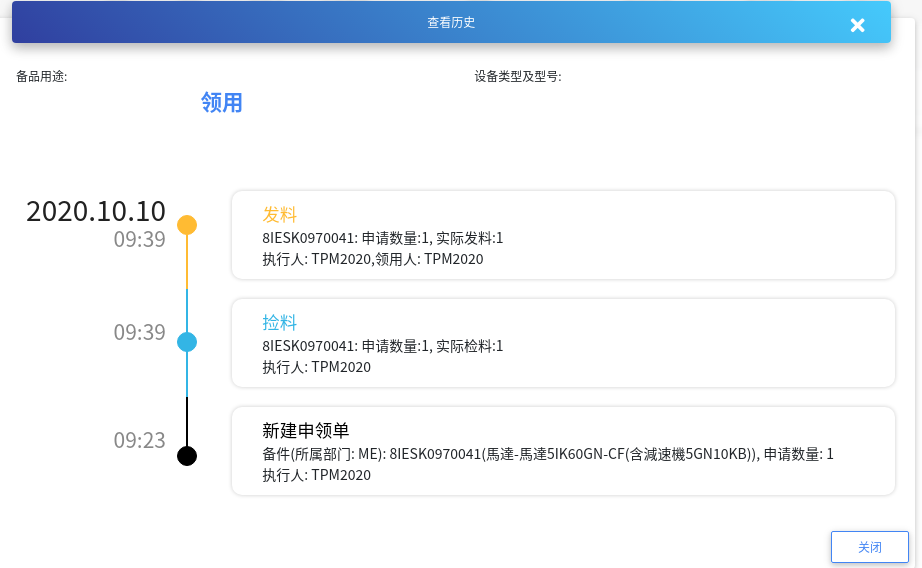 查看历史
备品用途:
设备类型及型号:
领用
2020.10.10
09:39
发料
8IESK0970041: 申请数量:1, 实际发料:1
执行人: TPM2020,领用人: TPM2020
09:39
捡料
8IESK0970041: 申请数量:1, 实际检料:1
执行人: TPM2020
09:23
新建申领单
备件(所属部门: ME): 8IESK0970041(馬達-馬達5IK60GN-CF(含減速機5GN10KB)), 申请数量: 1
执行人: TPM2020
关闭